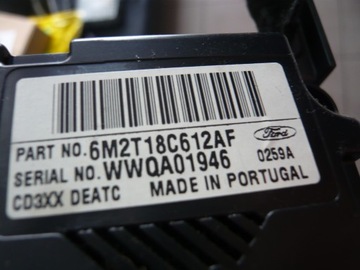 PART NO.6M2T18C612AF
Ford
SERIAL NO.WWQA01946
0259A
CD3XX DEATC
MADE IN PORTUGAL